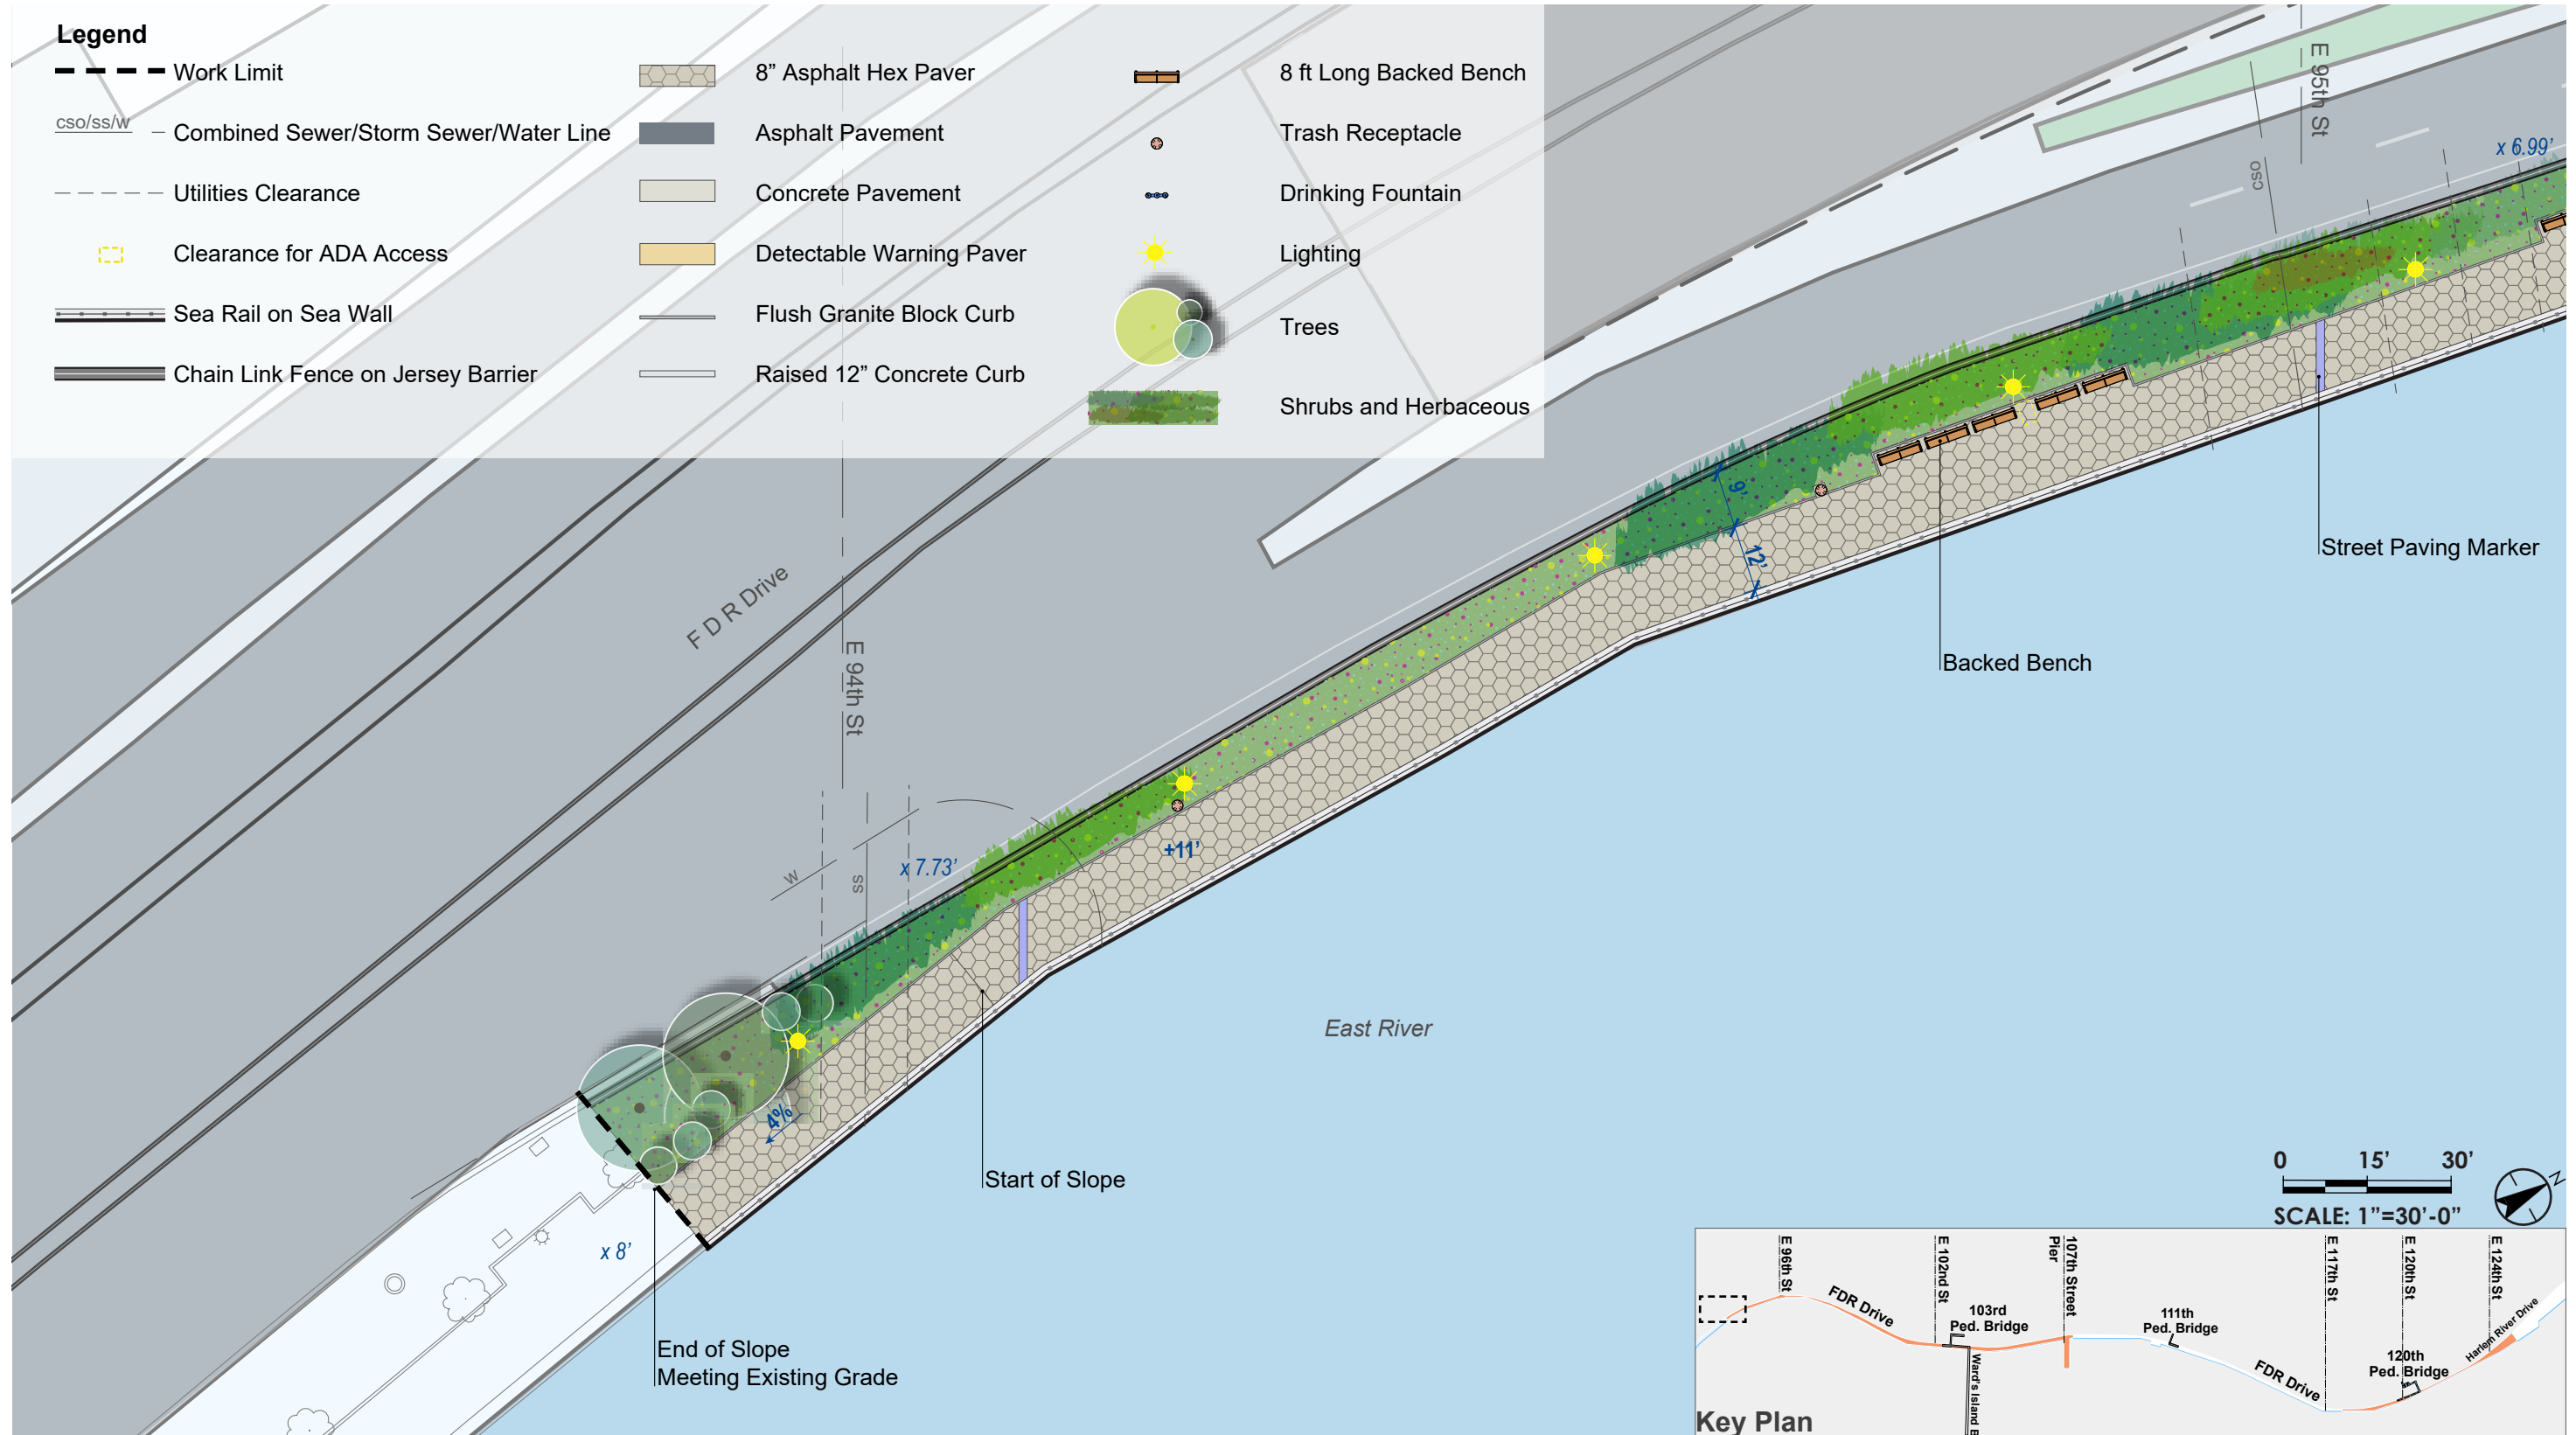 Legend
Work Limit
cso/ss/w
Combined Sewer/Storm Sewer/Water Line
Utilities Clearance
Clearance for ADA Access
Sea Rail on Sea Wall
Chain Link Fence on Jersey Barrier
8” Asphalt Hex Paver
Asphalt Pavement
Concrete Pavement
Detectable Warning Paver
Flush Granite Block Curb
Raised 12” Concrete Curb
8 ft Long Backed Bench
Trash Receptacle
Drinking Fountain
Lighting
Trees
Shrubs and Herbaceous
E 95th St
cso
x 6.99’
Street Paving Marker
9’
12’
Backed Bench
F D R Drive
E 94th St
w
ss
x 7.73’
+11’
4%
East River
Start of Slope
x 8’
End of Slope
Meeting Existing Grade
0 15’ 30’
SCALE: 1”=30’-0”
N
E 96th St
E 102nd St
107th Street
Pier
E 117th St
E 120th St
E 124th St
FDR Drive
103rd
Ped. Bridge
111th
Ped. Bridge
120th
Ped. Bridge
Harlem River Drive
FDR Drive
Ward's Island B
Key Plan